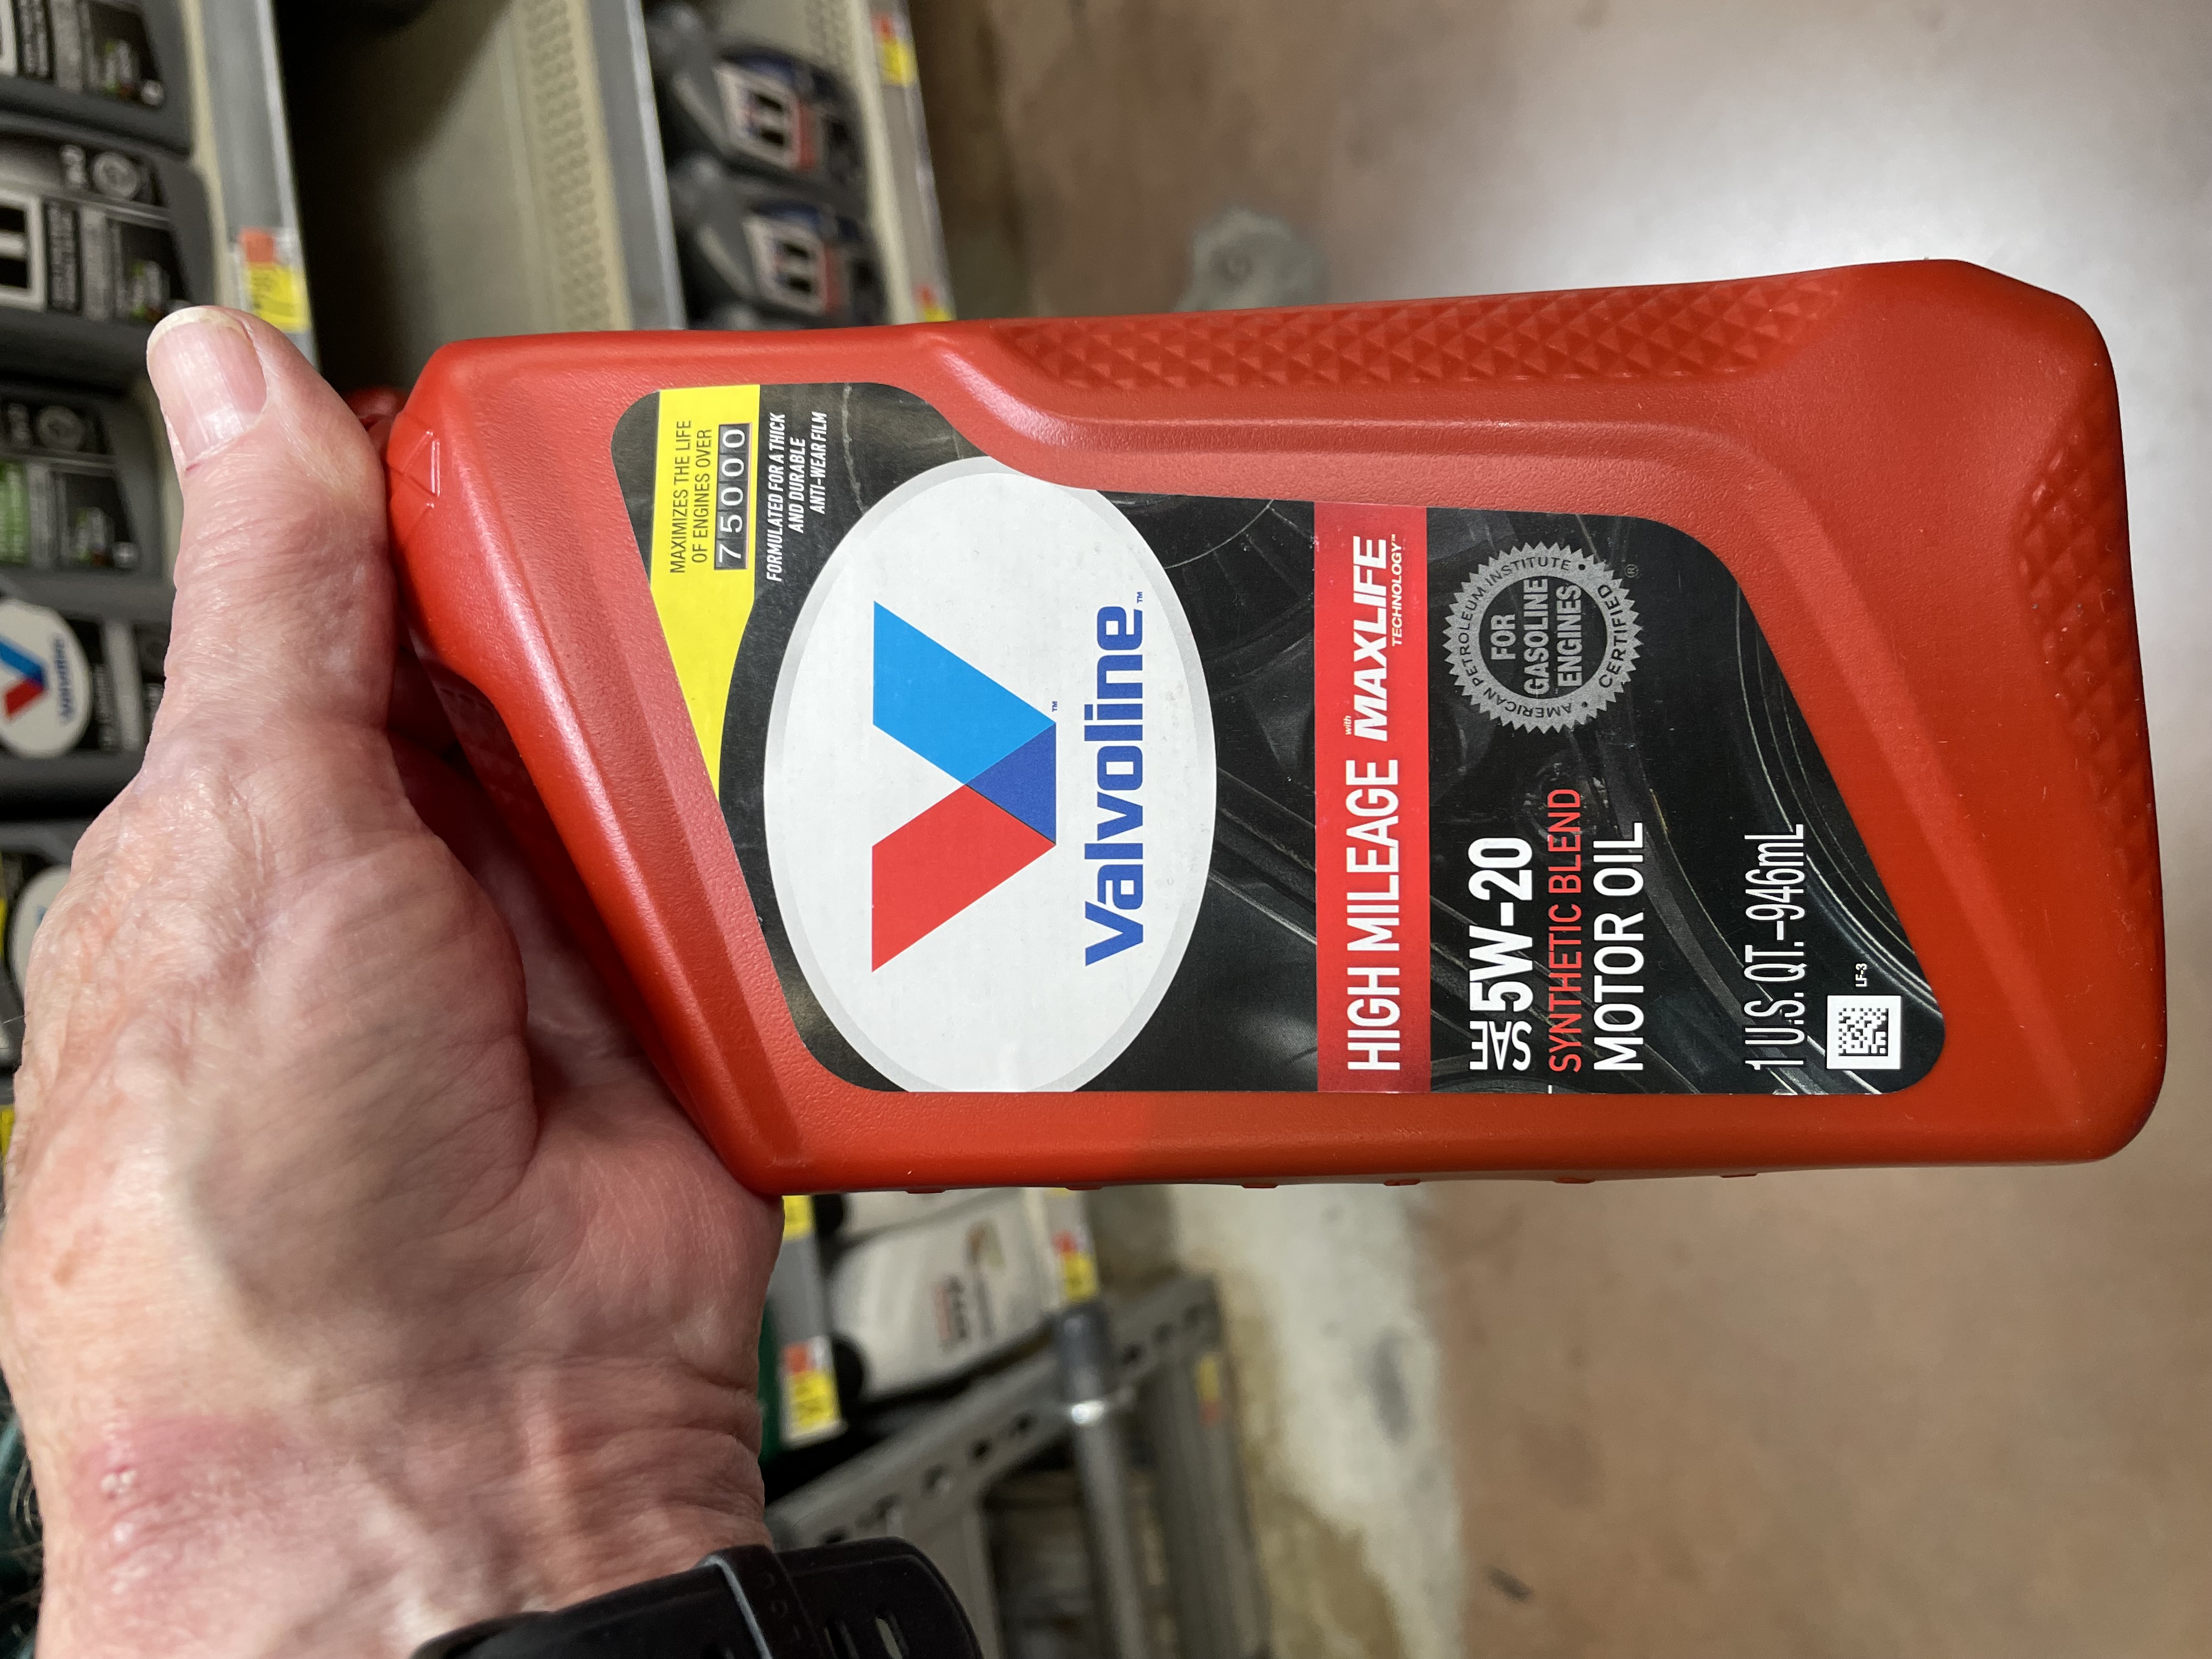 MAXIMIZES THE LIFE
OF ENGINES OVER
75000
FORMULATED FOR A THICK
AND DURABLE
ANTI-WEAR FILM
Valvoline™
HIGH MILEAGE with MAXLIFE
TECHNOLOGY™
SAE 5W-20
SYNTHETIC BLEND
MOTOR OIL
AMERICAN PETROLEUM INSTITUTE
FOR
GASOLINE
ENGINES
CERTIFIED
®
1 U.S. QT.-946mL
LF-3
Valvoline